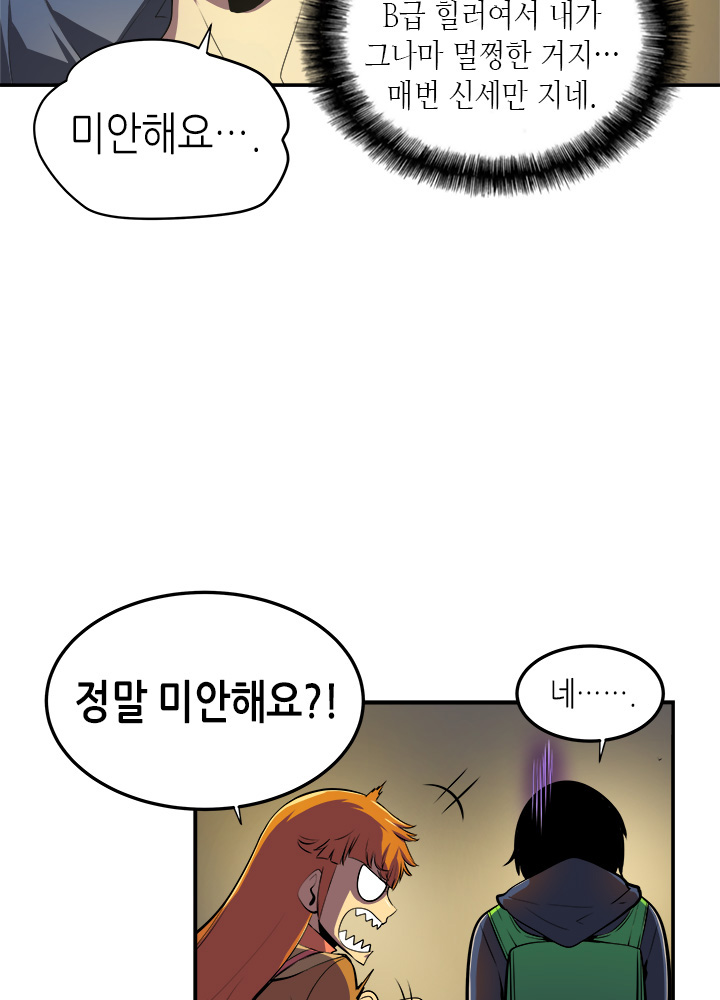 B급 힐러여서 내가
그나마 멀쩡한 거지…
매번 신세만 지네.
미안해요….
정말 미안해요?!
네…….